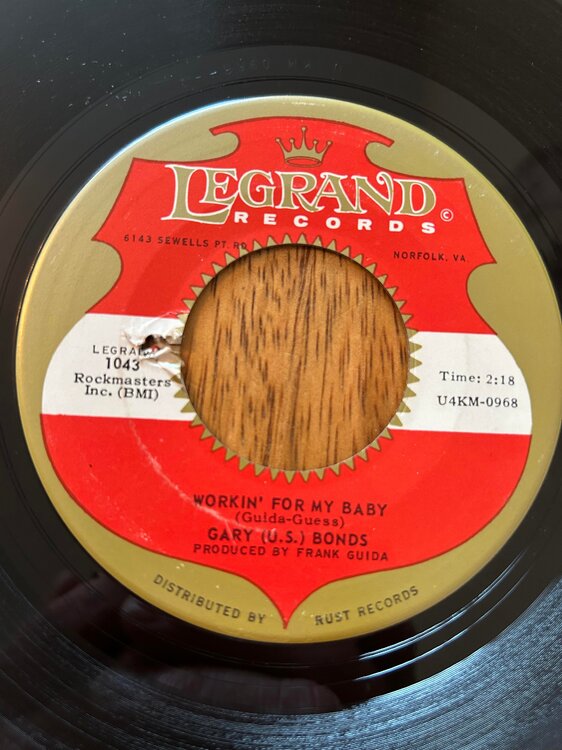 LEGRAND
RECORDS ©
6143 SEWELLS PT. RD
NORFOLK, VA
1043
Rockmasters
Inc. (BMI)
Time: 2:18
U4KM-0968
WORKIN' FOR MY BABY
(Guida-Guess)
GARY (U.S.) BONDS
PRODUCED BY FRANK GUIDA
DISTRIBUTED BY RUST RECORDS